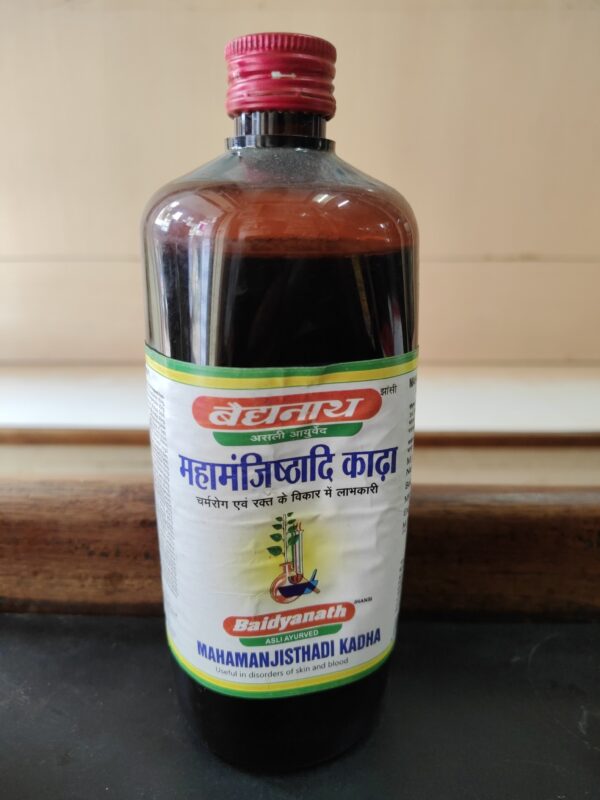 बैद्यनाथ
झांसी
असली आयुर्वेद
महामंजिष्ठादि काढ़ा
चर्मरोग एवं रक्त के विकार में लाभकारी
Baidyanath
JHANSI
ASLI AYURVED
MAHAMANJISTHADI KADHA
Useful in disorders of skin and blood